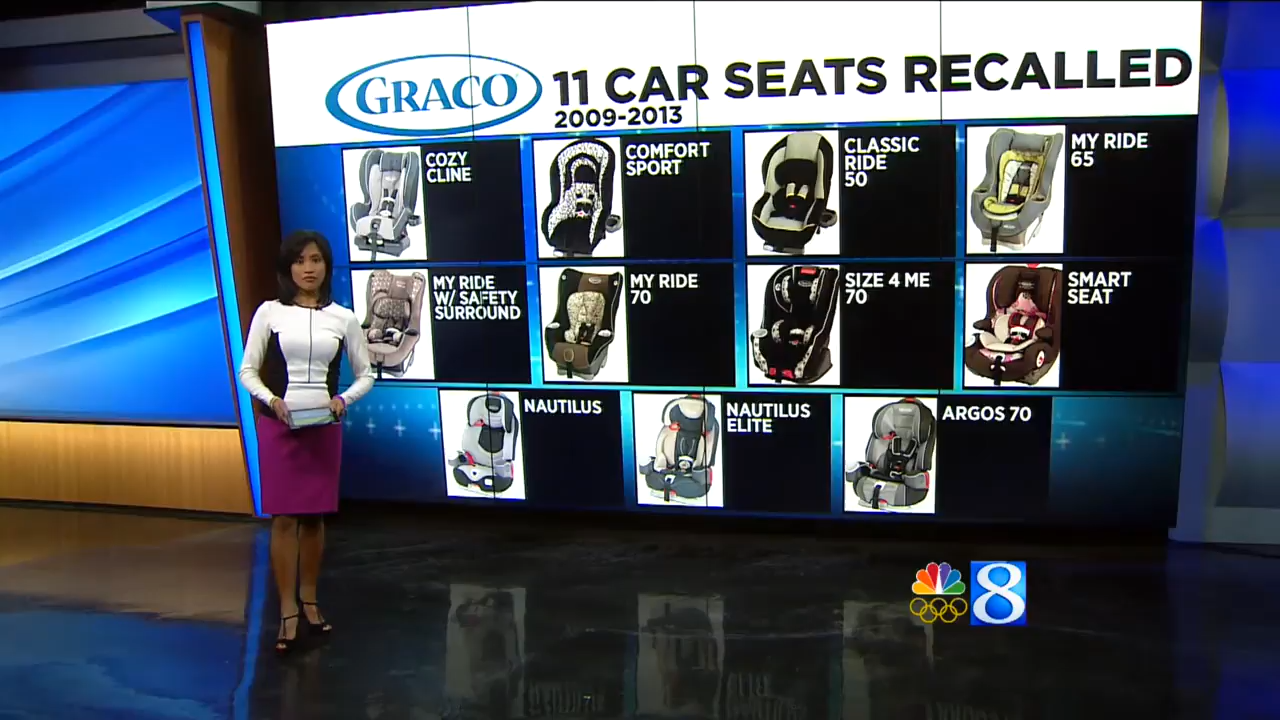 GRACO
11 CAR SEATS RECALLED
2009-2013
COZY
CLINE
COMFORT
SPORT
CLASSIC
RIDE
50
MY RIDE
65
MY RIDE
W/ SAFETY
SURROUND
MY RIDE
70
SIZE 4 ME
70
SMART
SEAT
NAUTILUS
NAUTILUS
ELITE
ARGOS 70
8